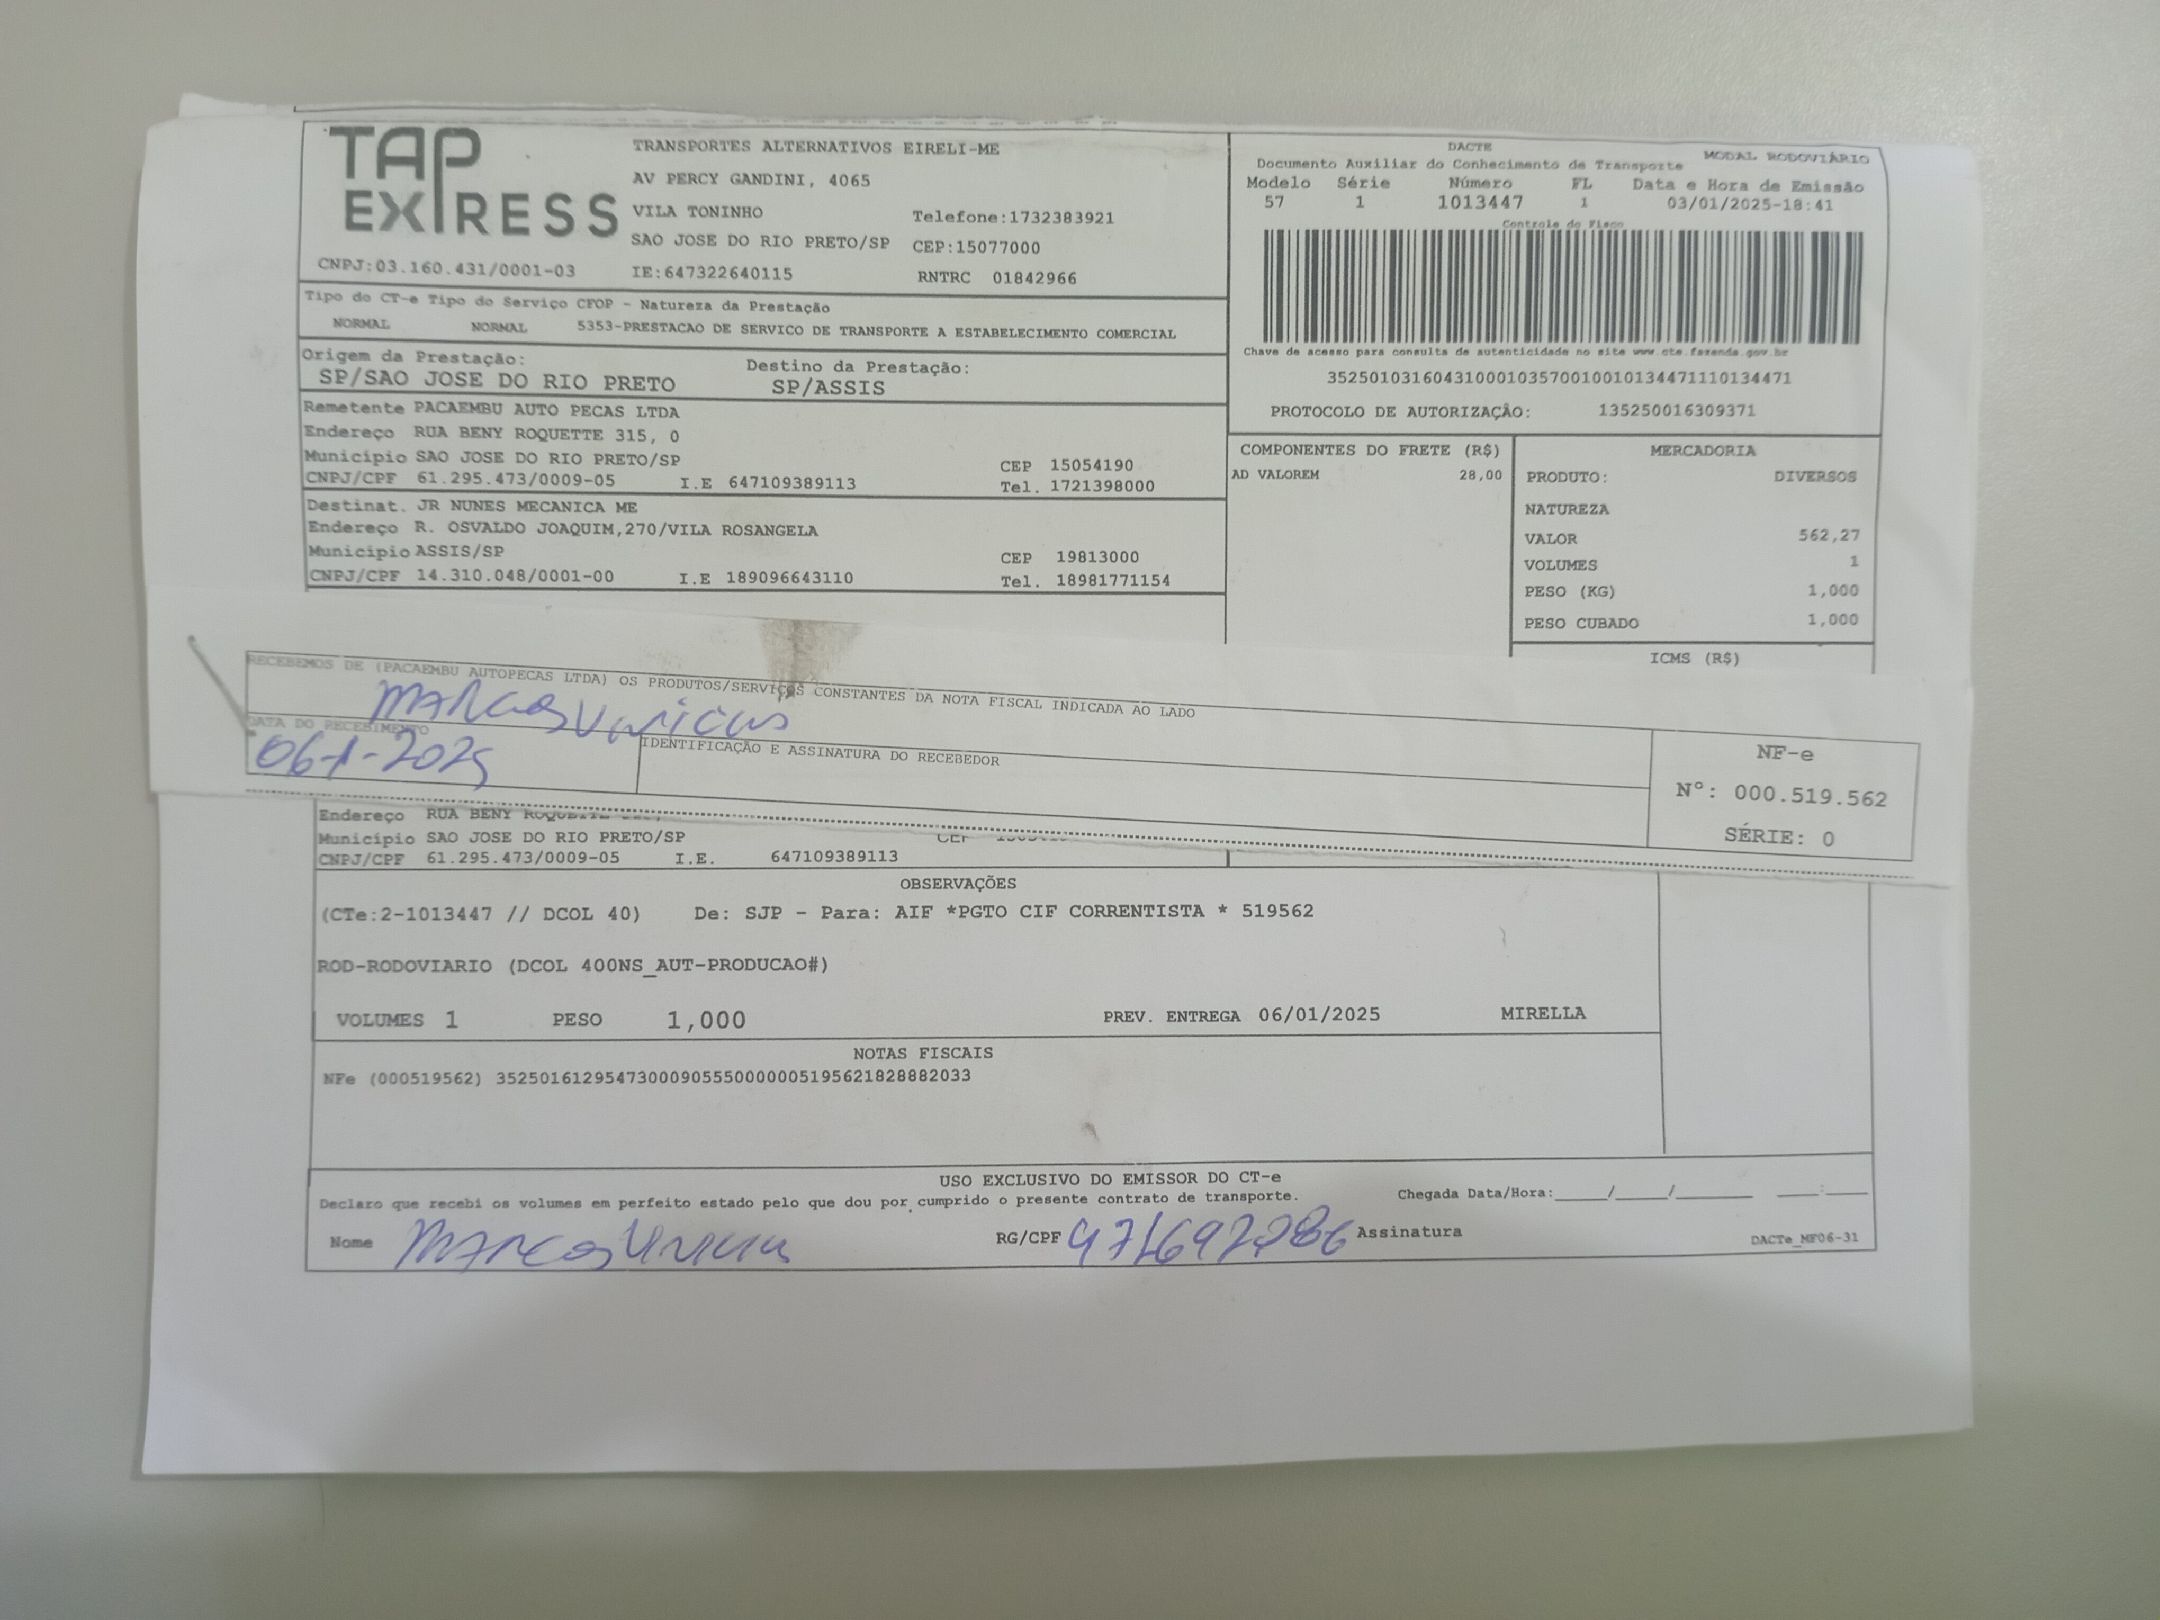 TAP EXPRESS
TRANSPORTES ALTERNATIVOS EIRELI-ME
AV PERCY GANDINI, 4065
VILA TONINHO Telefone:1732383921
SAO JOSE DO RIO PRETO/SP CEP:15077000
CNPJ:03.160.431/0001-03 IE:647322640115 RNTRC 01842966
DACTE MODAL RODOVIÁRIO
Documento Auxiliar do Conhecimento de Transporte
Modelo Série Número FL Data e Hora de Emissão
57 1 1013447 1 03/01/2025-18:41
Controle do Fisco
Chave de acesso para consulta de autenticidade no site www.cte.fazenda.gov.br
35250103160431000103570010010134471110134471
PROTOCOLO DE AUTORIZAÇÃO: 135250016309371
Tipo do CT-e Tipo do Serviço CFOP - Natureza da Prestação
NORMAL NORMAL 5353-PRESTACAO DE SERVICO DE TRANSPORTE A ESTABELECIMENTO COMERCIAL
Origem da Prestação: Destino da Prestação:
SP/SAO JOSE DO RIO PRETO SP/ASSIS
Remetente PACAEMBU AUTO PECAS LTDA
Endereço RUA BENY ROQUETTE 315, 0
Município SAO JOSE DO RIO PRETO/SP CEP 15054190
CNPJ/CPF 61.295.473/0009-05 I.E 647109389113 Tel. 1721398000
Destinat. JR NUNES MECANICA ME
Endereço R. OSVALDO JOAQUIM,270/VILA ROSANGELA
Município ASSIS/SP CEP 19813000
CNPJ/CPF 14.310.048/0001-00 I.E 189096643110 Tel. 18981771154
COMPONENTES DO FRETE (R$)
AD VALOREM 28,00
MERCADORIA
PRODUTO: DIVERSOS
NATUREZA
VALOR 562,27
VOLUMES 1
PESO (KG) 1,000
PESO CUBADO 1,000
ICMS (R$)
RECEBEMOS DE (PACAEMBU AUTOPECAS LTDA) OS PRODUTOS/SERVIÇOS CONSTANTES DA NOTA FISCAL INDICADA AO LADO
MARCOS Vinicius
DATA DO RECEBIMENTO
06-1-2025
IDENTIFICAÇÃO E ASSINATURA DO RECEBEDOR
NF-e
N°: 000.519.562
SÉRIE: 0
Endereço RUA BENY ROQUETTE
Município SAO JOSE DO RIO PRETO/SP CEP
CNPJ/CPF 61.295.473/0009-05 I.E. 647109389113
OBSERVAÇÕES
(CTe:2-1013447 // DCOL 40) De: SJP - Para: AIF *PGTO CIF CORRENTISTA * 519562
ROD-RODOVIARIO (DCOL 400NS_AUT-PRODUCAO#)
VOLUMES 1 PESO 1,000 PREV. ENTREGA 06/01/2025 MIRELLA
NOTAS FISCAIS
NFe (000519562) 35250161295473000905550000005195621828882033
USO EXCLUSIVO DO EMISSOR DO CT-e
Declaro que recebi os volumes em perfeito estado pelo que dou por cumprido o presente contrato de transporte. Chegada Data/Hora:_____/_____/_______ ____:____
Nome MARCOS Vinicius RG/CPF Assinatura
DACTe_MF06-31